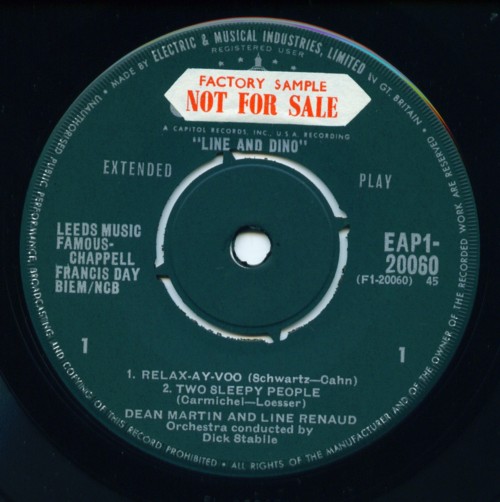 MADE BY ELECTRIC & MUSICAL INDUSTRIES, LIMITED IN GT. BRITAIN • ALL RIGHTS OF THE MANUFACTURER AND OF THE OWNER OF THE RECORDED WORK ARE RESERVED
UNAUTHORISED PUBLIC PERFORMANCE, BROADCASTING AND COPYING OF THIS RECORD PROHIBITED •
REGISTERED USER
FACTORY SAMPLE
NOT FOR SALE
A CAPITOL RECORDS, INC., U.S.A. RECORDING
"LINE AND DINO"
EXTENDED PLAY
LEEDS MUSIC
FAMOUS-
CHAPPELL
FRANCIS DAY
BIEM/NCB
EAP1-
20060
(F1-20060) 45
1 1
1. RELAX-AY-VOO (Schwartz—Cahn)
2. TWO SLEEPY PEOPLE
(Carmichel—Loesser)
DEAN MARTIN AND LINE RENAUD
Orchestra conducted by
Dick Stabile